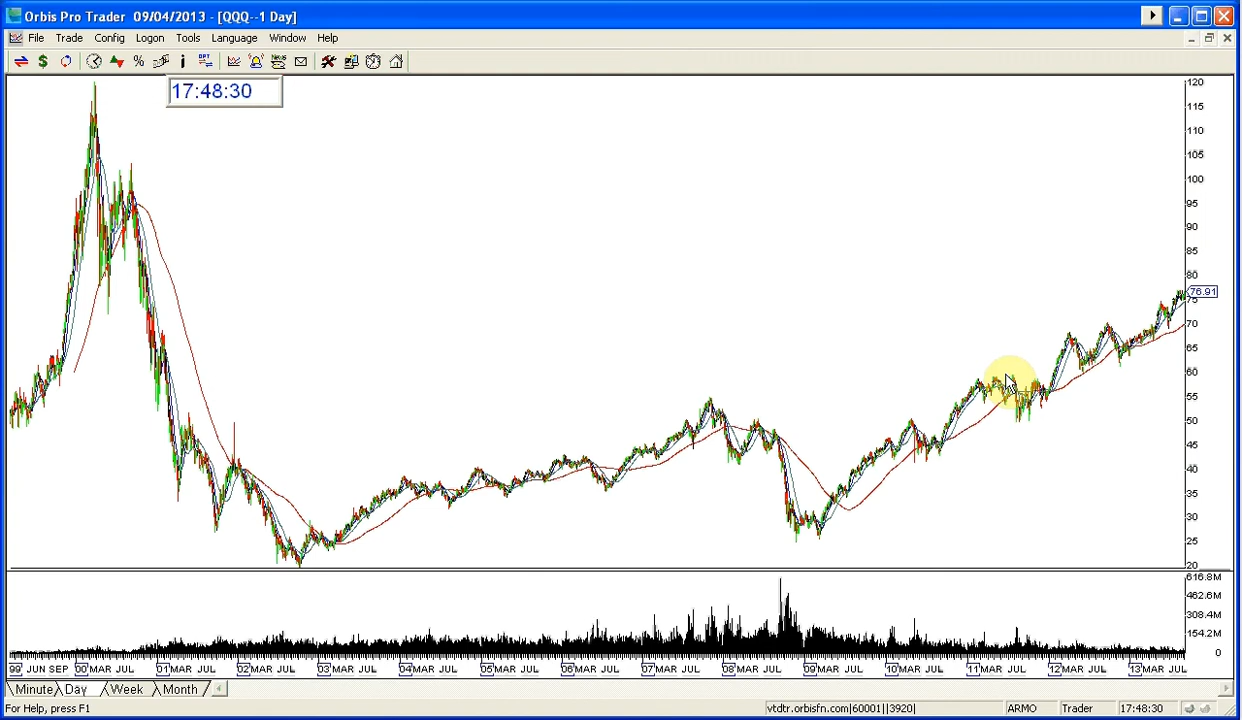 Orbis Pro Trader 09/04/2013 - [QQQ--1 Day]
File Trade Config Logon Tools Language Window Help
$ % i OPT NEWS
17:48:30
120
115
110
105
100
95
90
85
80
76.91
75
70
65
60
55
50
45
40
35
30
25
20
616.8M
462.6M
308.4M
154.2M
0
99 JUN SEP 00 MAR JUL 01 MAR JUL 02 MAR JUL 03 MAR JUL 04 MAR JUL 05 MAR JUL 06 MAR JUL 07 MAR JUL 08 MAR JUL 09 MAR JUL 10 MAR JUL 11 MAR JUL 12 MAR JUL 13 MAR JUL
Minute Day Week Month
For Help, press F1 vtdtr.orbisfn.com|60001||3920| ARMO Trader 17:48:30